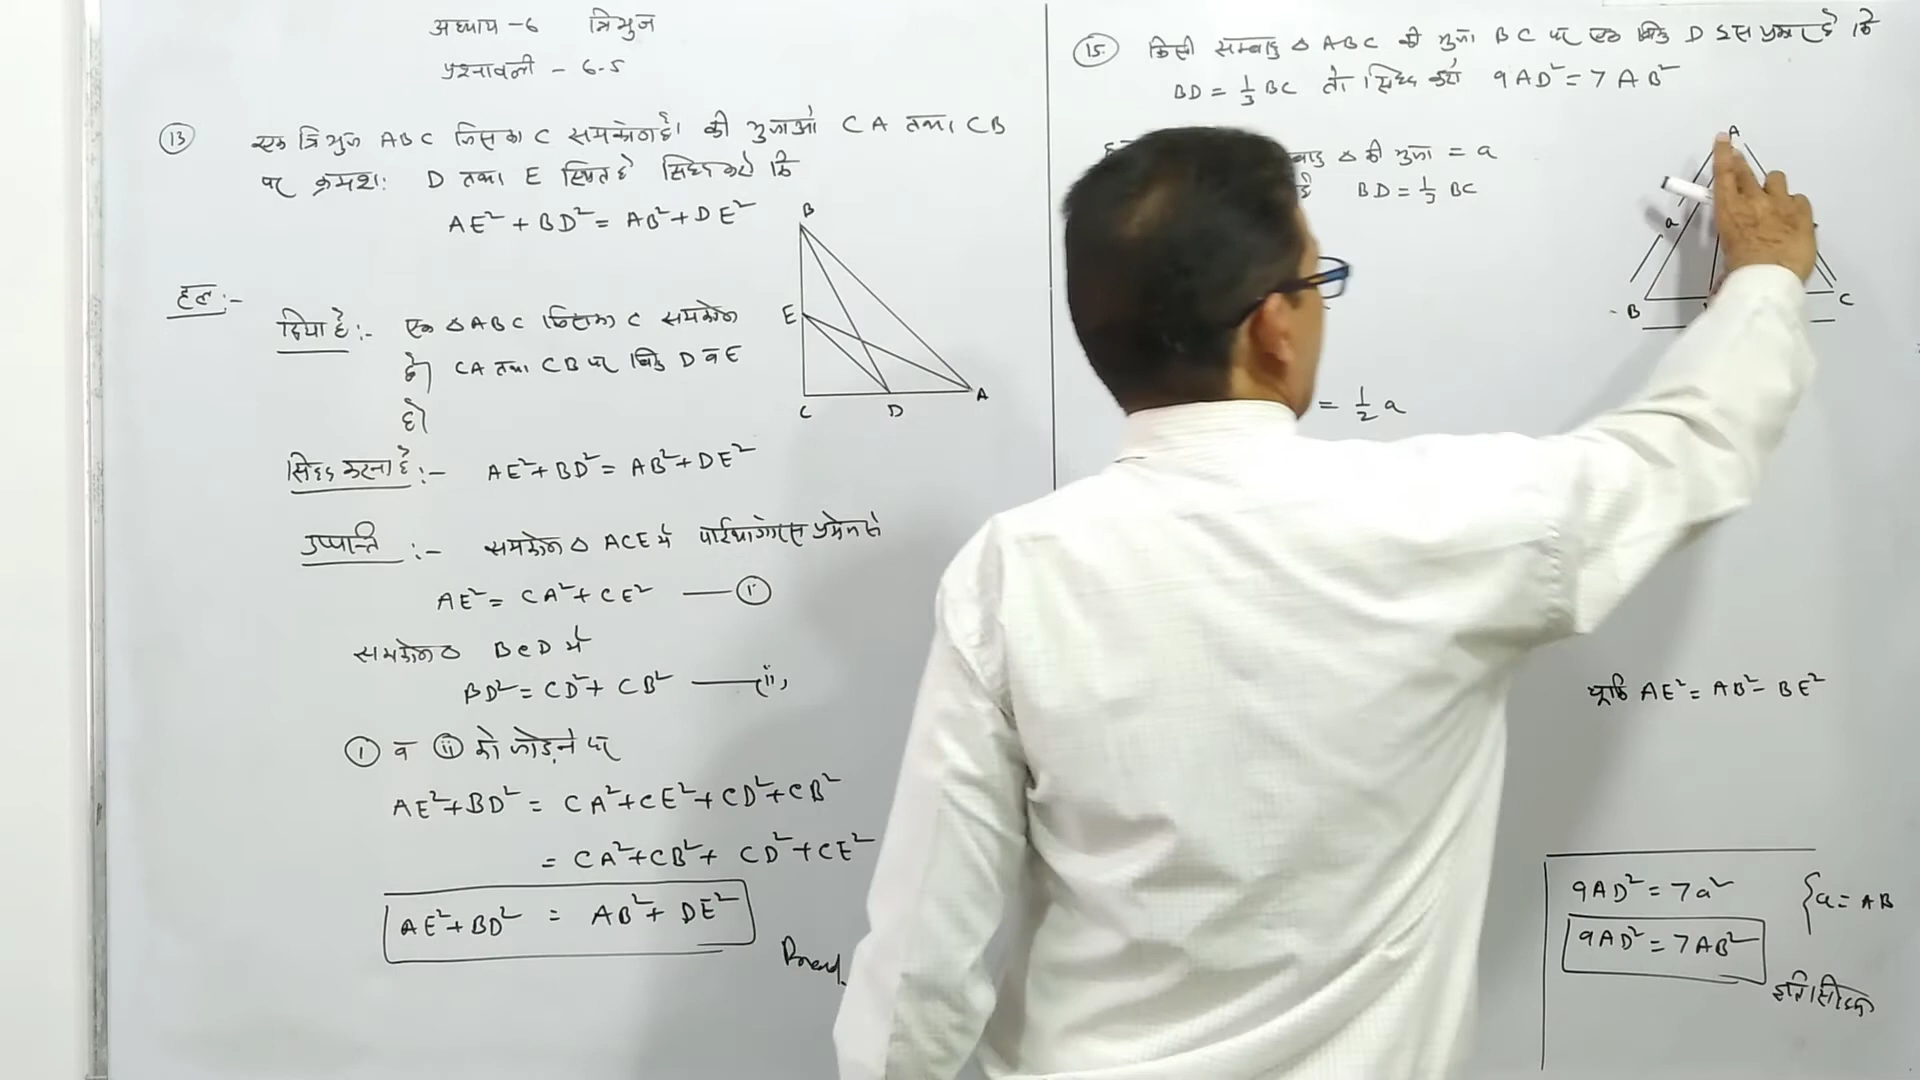 अध्याय - 6 त्रिभुज
प्रश्नावली - 6.5
(13) एक त्रिभुज ABC जिसका C समकोण है। की भुजाओं CA तथा CB
पर क्रमशः D तथा E स्थित है सिद्ध करो कि
AE² + BD² = AB² + DE²
B
E
C D A
हल :-
दिया है :- एक △ ABC जिसका C समकोण
है। CA तथा CB पर बिंदु D व E
है।
सिद्ध करना है :- AE² + BD² = AB² + DE²
उपपत्ति :- समकोण △ ACE में पाईथागोरस प्रमेय से
AE² = CA² + CE² — (i)
समकोण △ BCD में
BD² = CD² + CB² — (ii)
(i) व (ii) को जोड़ने पर
AE² + BD² = CA² + CE² + CD² + CB²
= CA² + CB² + CD² + CE²
AE² + BD² = AB² + DE²
(15) किसी समबाहु △ ABC की भुजा BC पर एक बिंदु D इस प्रकार है कि
BD = 1/3 BC तो सिद्ध करो 9AD² = 7AB²
△ की भुजा = a
BD = 1/3 BC
A
a
B C
= 1/2 a
चूंकि AE² = AB² - BE²
9AD² = 7a² { a = AB
9AD² = 7AB²
इति सिद्धम